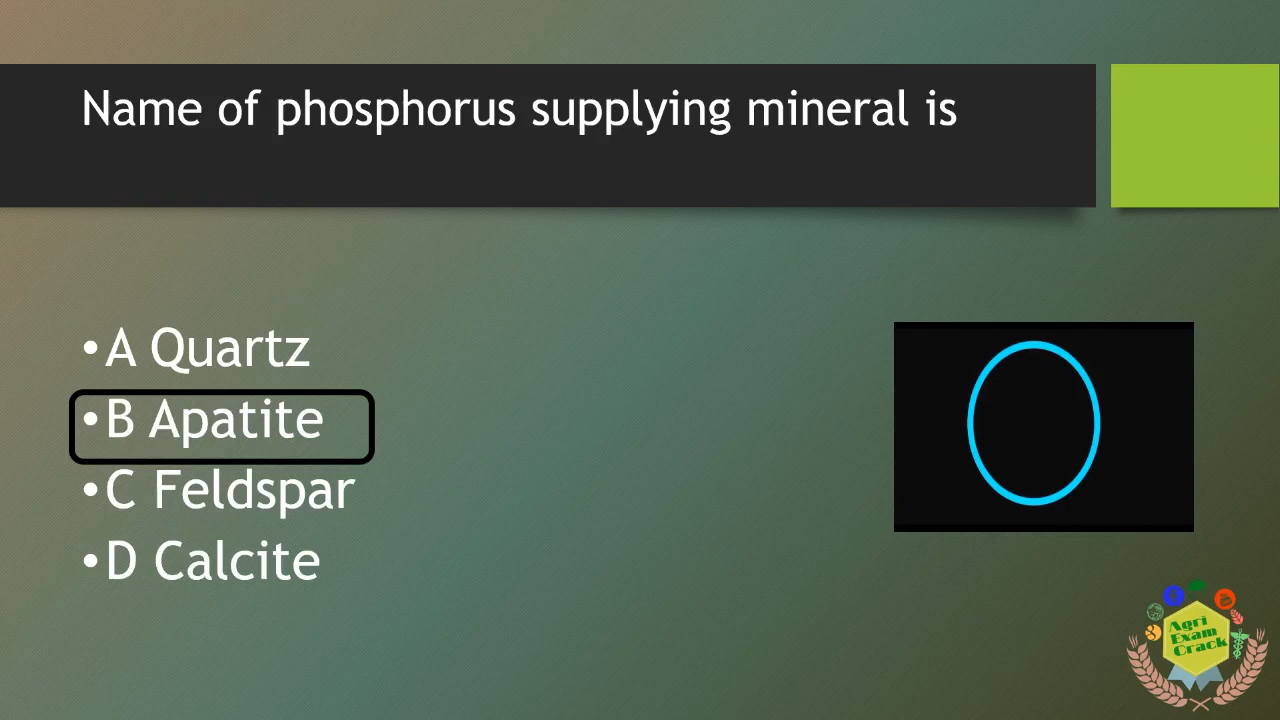 Name of phosphorus supplying mineral is
•A Quartz
•B Apatite
•C Feldspar
•D Calcite
Agri
Exam
Crack